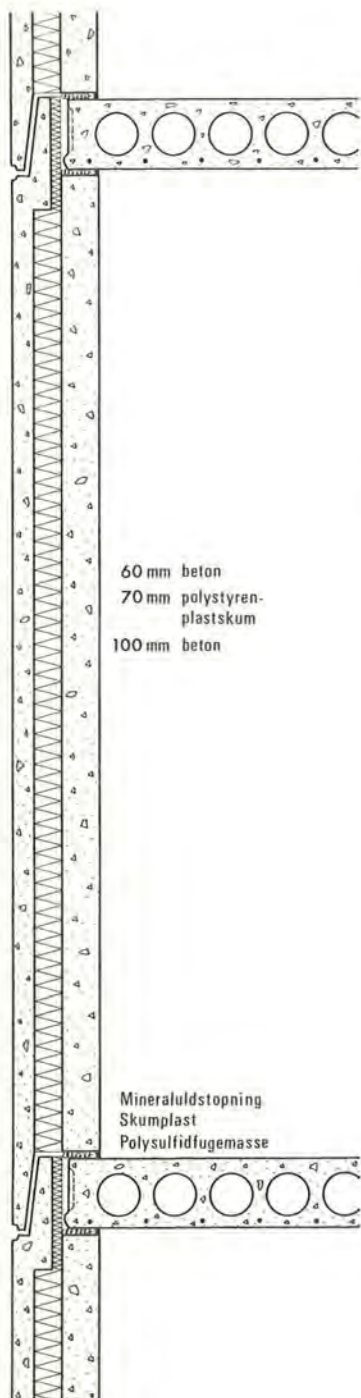 60 mm beton
70 mm polystyren-
plastskum
100 mm beton
Mineraluldstopning
Skumplast
Polysulfidfugemasse